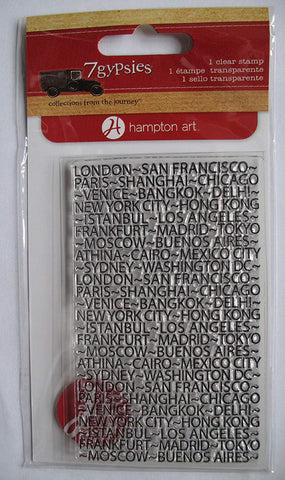 7gypsies
collections from the journey™
1 clear stamp
1 étampe transparente
1 sello transparente
hampton art™
LONDON~SAN FRANCISCO~
PARIS~SHANGHAI~CHICAGO
~VENICE~BANGKOK~DELHI~
NEW YORK CITY~HONG KONG
~ISTANBUL~LOS ANGELES~
FRANKFURT~MADRID~TOKYO
~MOSCOW~BUENOS AIRES~
ATHINA~CAIRO~MEXICO CITY
~SYDNEY~WASHINGTON DC~
LONDON~SAN FRANCISCO~
PARIS~SHANGHAI~CHICAGO
~VENICE~BANGKOK~DELHI~
NEW YORK CITY~HONG KONG
~ISTANBUL~LOS ANGELES~
FRANKFURT~MADRID~TOKYO
~MOSCOW~BUENOS AIRES~
ATHINA~CAIRO~MEXICO CITY
~SYDNEY~WASHINGTON DC~
LONDON~SAN FRANCISCO~
PARIS~SHANGHAI~CHICAGO
~VENICE~BANGKOK~DELHI~
NEW YORK CITY~HONG KONG
~ISTANBUL~LOS ANGELES~
FRANKFURT~MADRID~TOKYO
~MOSCOW~BUENOS AIRES~